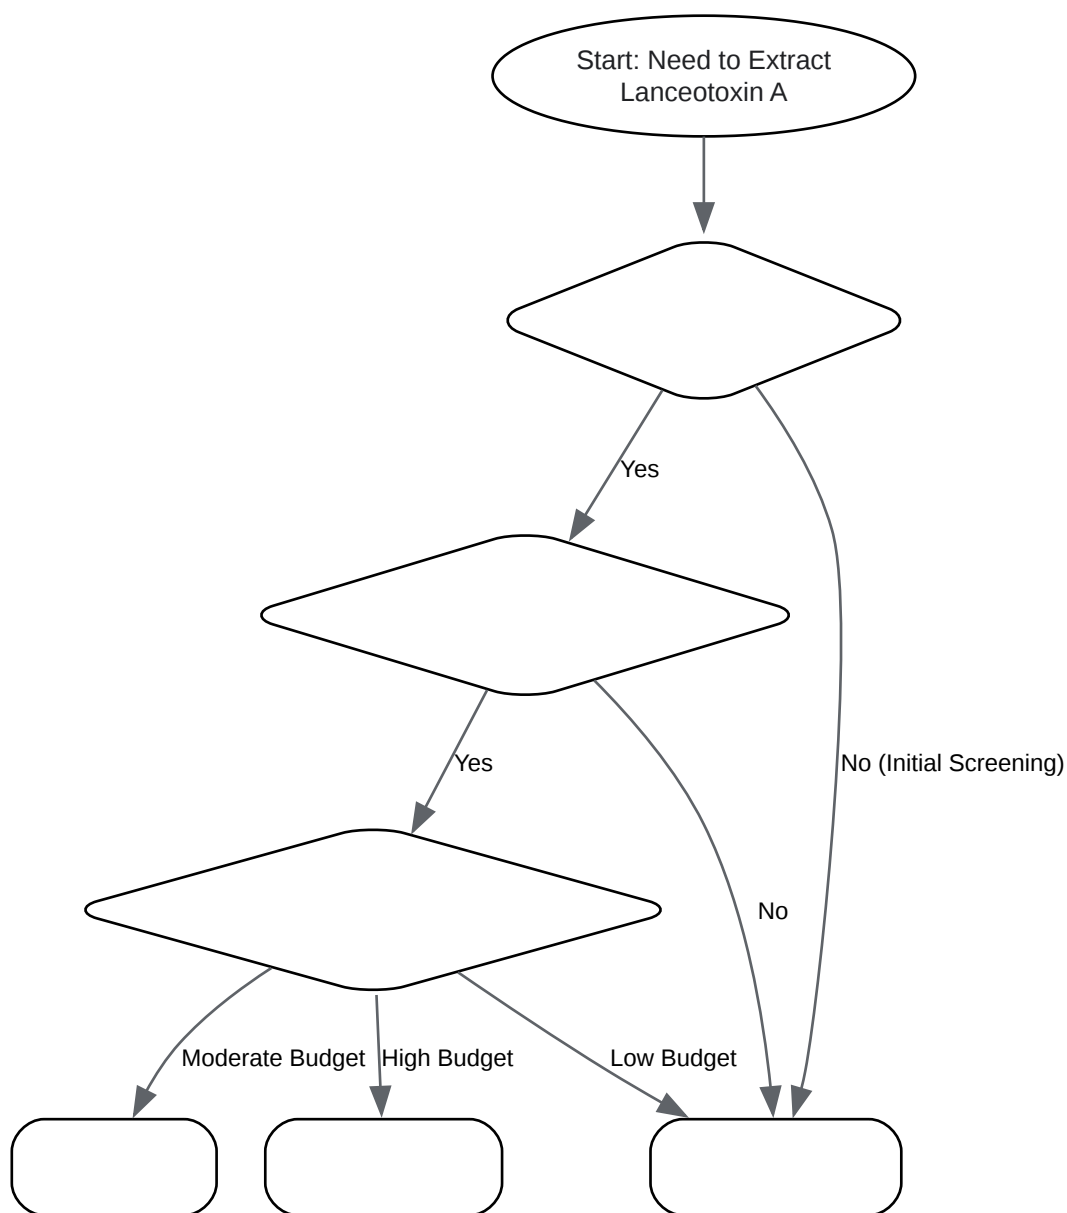 Start: Need to Extract
Lanceotoxin A
Yes
Yes
No (Initial Screening)
No
Moderate Budget
High Budget
Low Budget